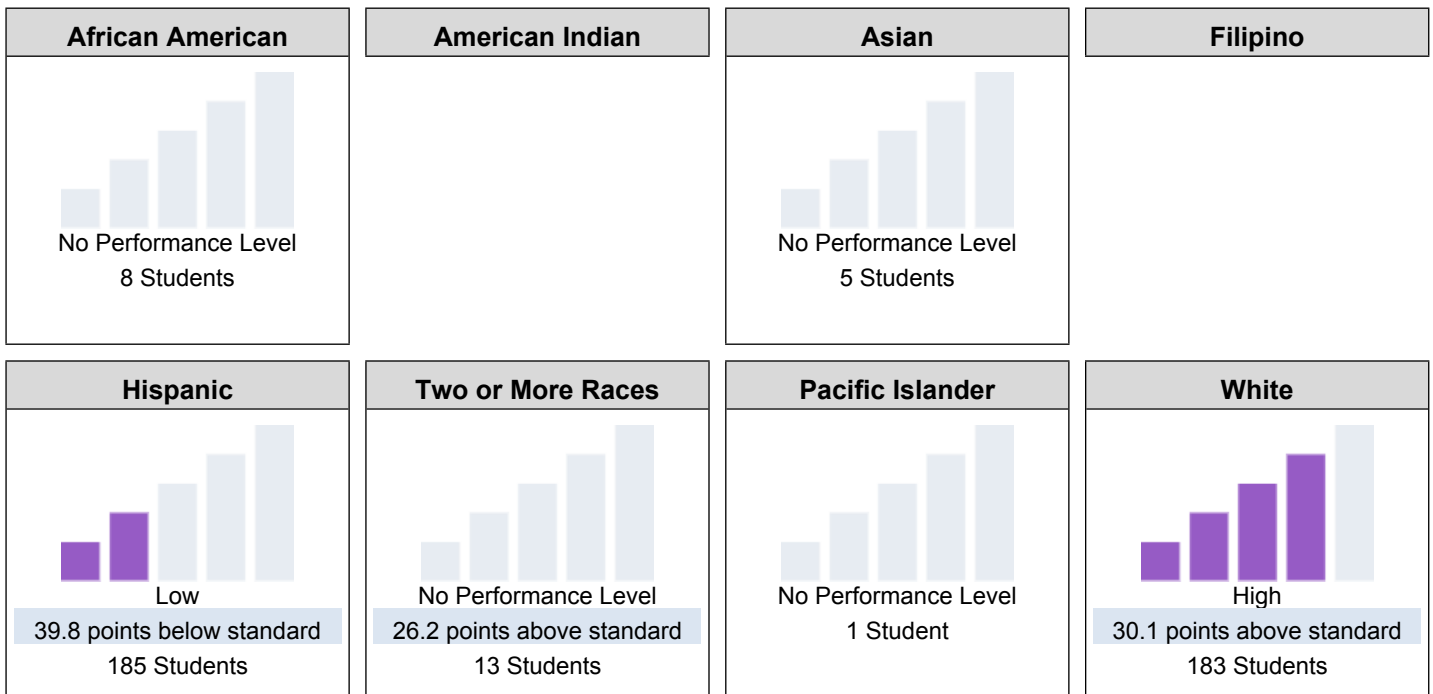 African American
American Indian
Asian
Filipino
No Performance Level
8 Students
No Performance Level
5 Students
Hispanic
Two or More Races
Pacific Islander
White
Low
39.8 points below standard
185 Students
No Performance Level
26.2 points above standard
13 Students
No Performance Level
1 Student
High
30.1 points above standard
183 Students